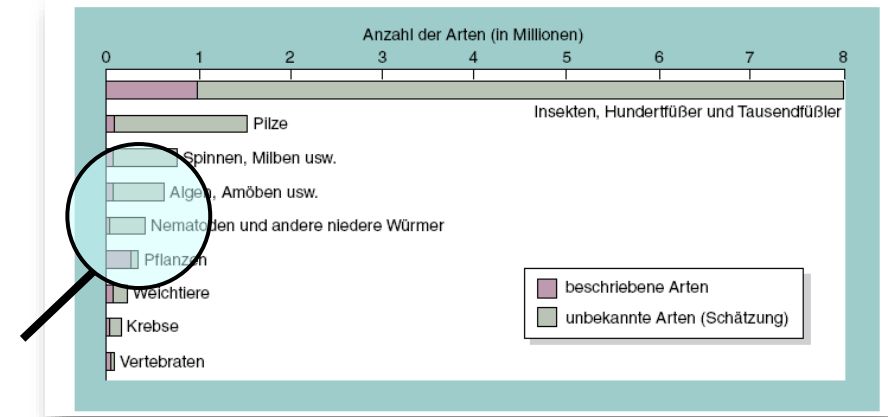 Anzahl der Arten (in Millionen)
0 1 2 3 4 5 6 7 8
Insekten, Hundertfüßer und Tausendfüßler
Pilze
Spinnen, Milben usw.
Algen, Amöben usw.
Nematoden und andere niedere Würmer
Pflanzen
Weichtiere
Krebse
Vertebraten
beschriebene Arten
unbekannte Arten (Schätzung)